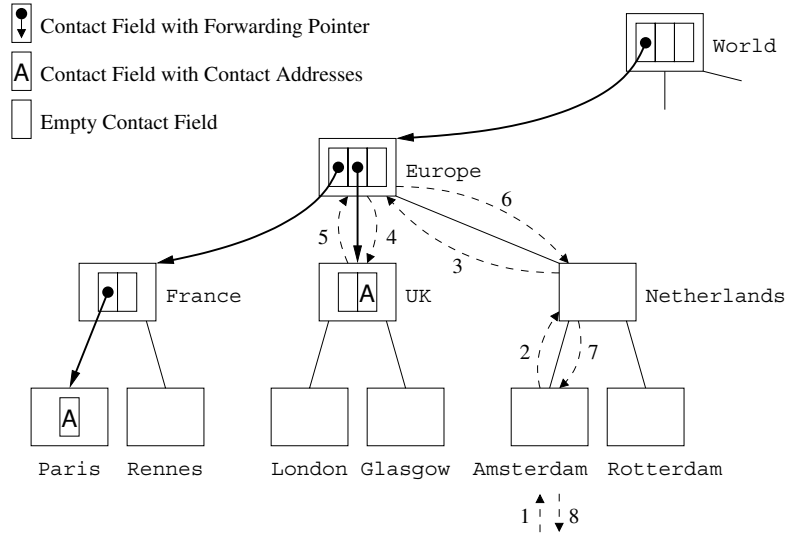 Contact Field with Forwarding Pointer
A Contact Field with Contact Addresses
Empty Contact Field
World
Europe
6
5
4
3
France
A
UK
Netherlands
2
7
A
Paris
Rennes
London
Glasgow
Amsterdam
Rotterdam
1
8